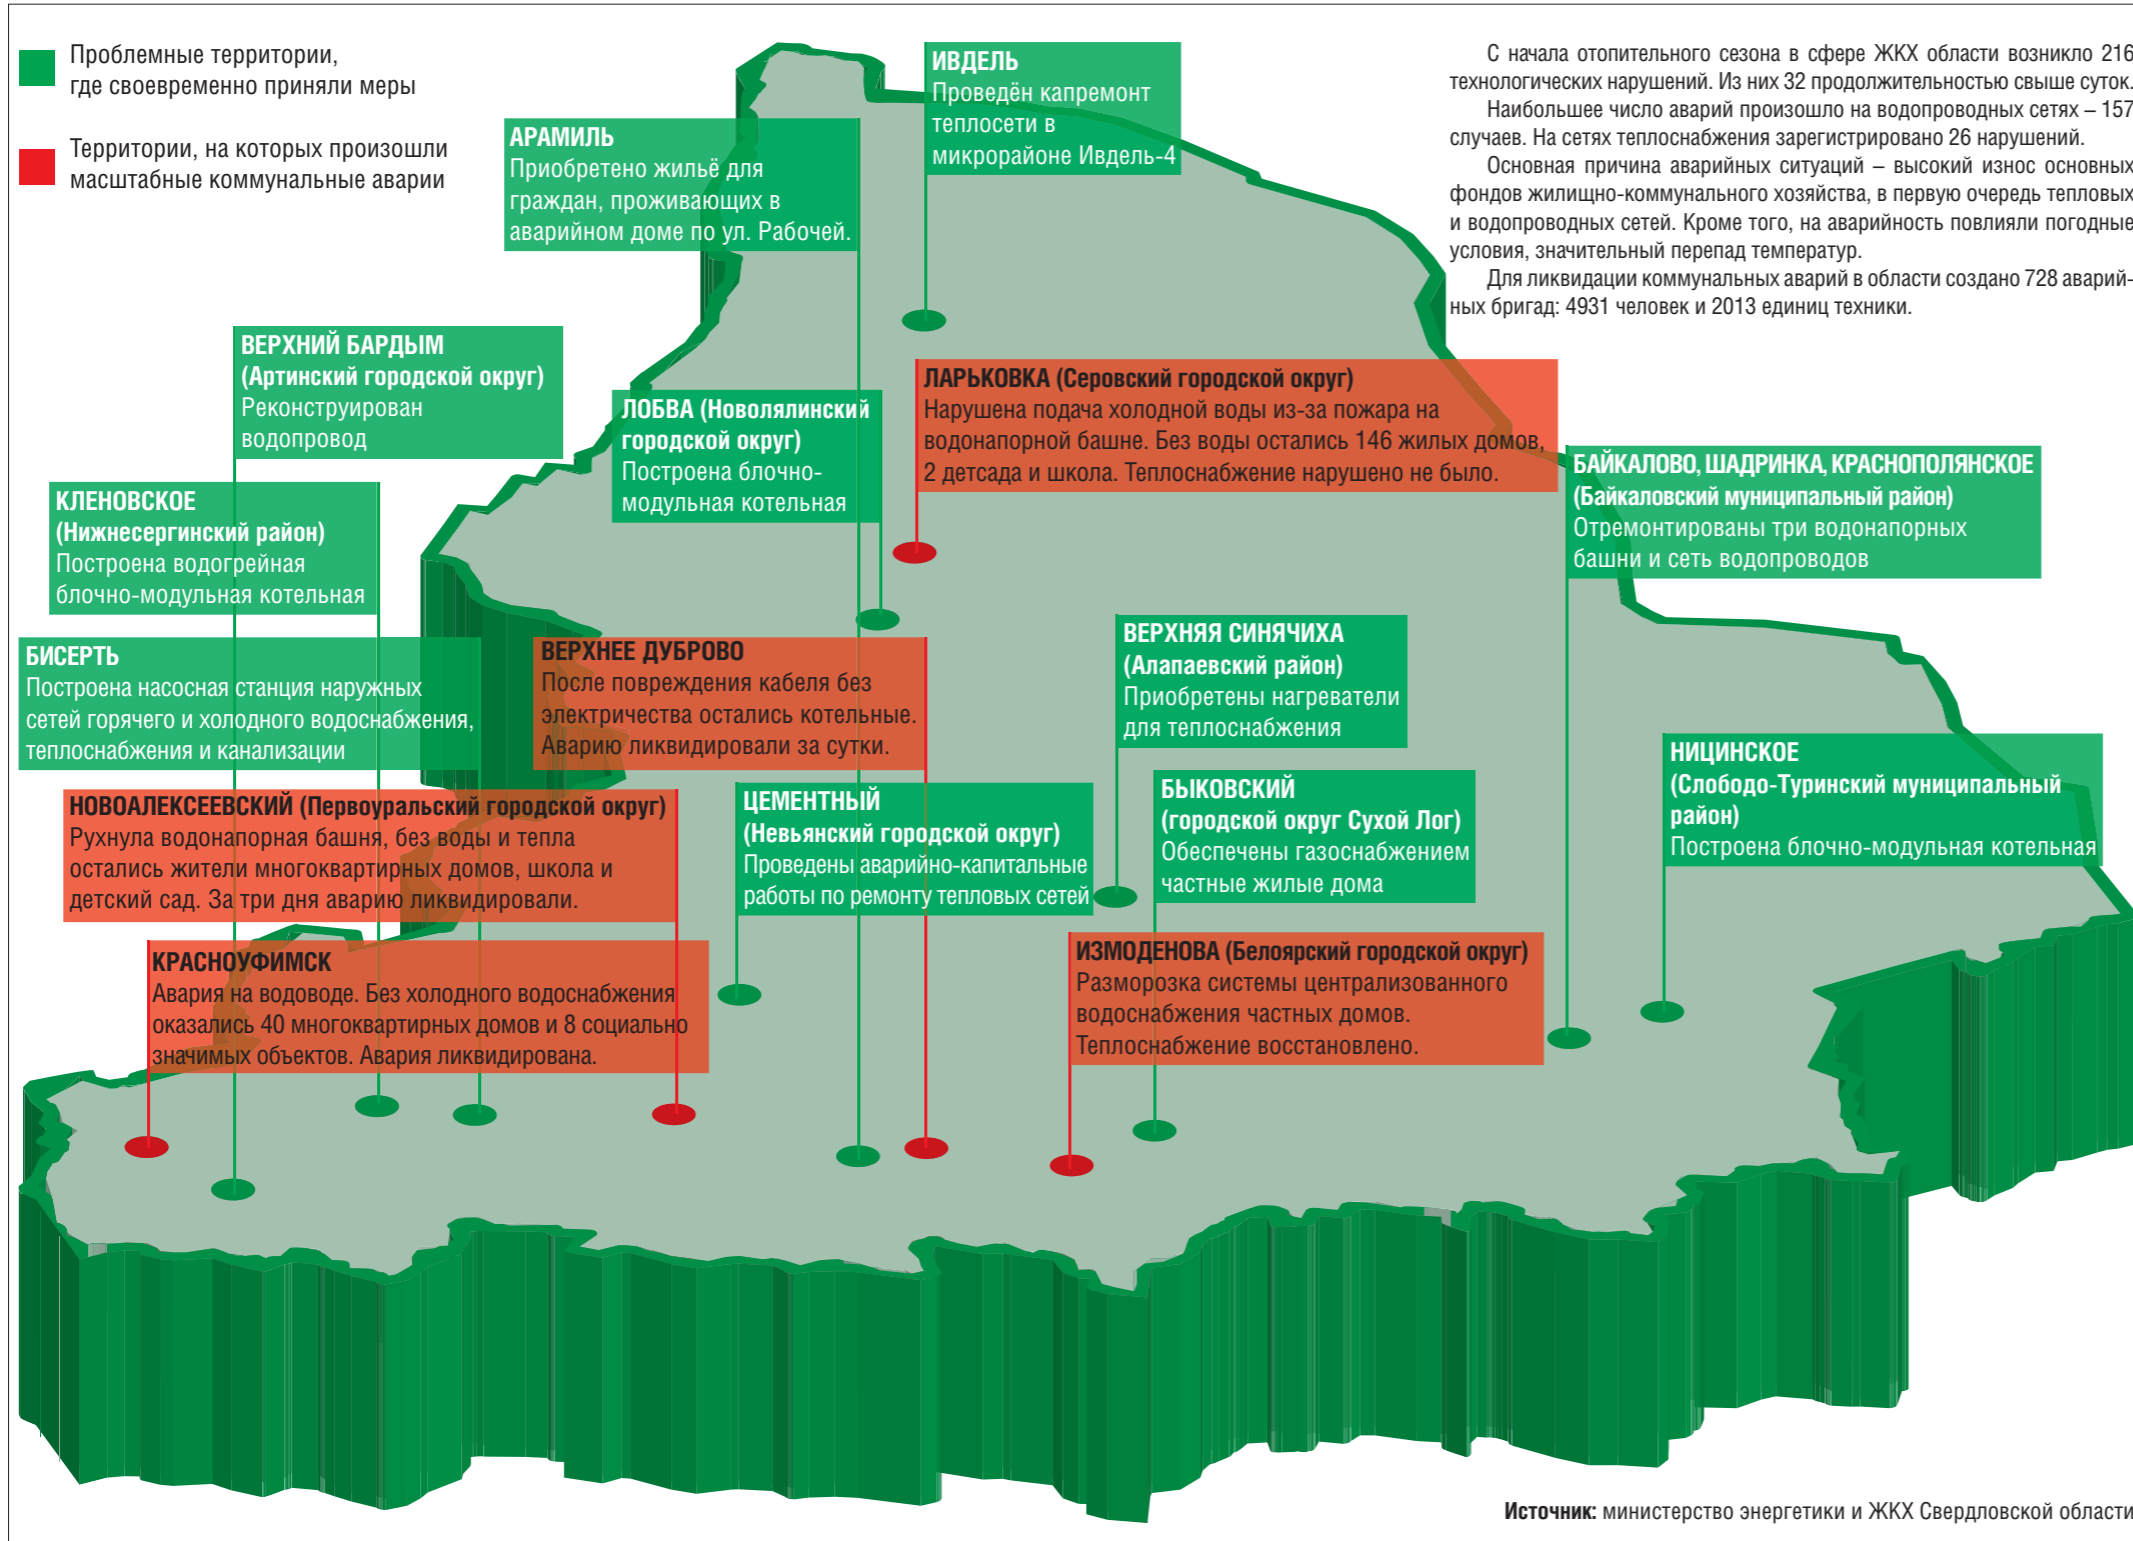 Проблемные территории,
где своевременно приняли меры
Территории, на которых произошли
масштабные коммунальные аварии
С начала отопительного сезона в сфере ЖКХ области возникло 216
технологических нарушений. Из них 32 продолжительностью свыше суток.
Наибольшее число аварий произошло на водопроводных сетях – 157
случаев. На сетях теплоснабжения зарегистрировано 26 нарушений.
Основная причина аварийных ситуаций – высокий износ основных
фондов жилищно-коммунального хозяйства, в первую очередь тепловых
и водопроводных сетей. Кроме того, на аварийность повлияли погодные
условия, значительный перепад температур.
Для ликвидации коммунальных аварий в области создано 728 аварий-
ных бригад: 4931 человек и 2013 единиц техники.
ИВДЕЛЬ
Проведён капремонт
теплосети в
микрорайоне Ивдель-4
АРАМИЛЬ
Приобретено жильё для
граждан, проживающих в
аварийном доме по ул. Рабочей.
ВЕРХНИЙ БАРДЫМ
(Артинский городской округ)
Реконструирован
водопровод
ЛОБВА (Новолялинский
городской округ)
Построена блочно-
модульная котельная
ЛАРЬКОВКА (Серовский городской округ)
Нарушена подача холодной воды из-за пожара на
водонапорной башне. Без воды остались 146 жилых домов,
2 детсада и школа. Теплоснабжение нарушено не было.
БАЙКАЛОВО, ШАДРИНКА, КРАСНОПОЛЯНСКОЕ
(Байкаловский муниципальный район)
Отремонтированы три водонапорных
башни и сеть водопроводов
КЛЕНОВСКОЕ
(Нижнесергинский район)
Построена водогрейная
блочно-модульная котельная
БИСЕРТЬ
Построена насосная станция наружных
сетей горячего и холодного водоснабжения,
теплоснабжения и канализации
ВЕРХНЕЕ ДУБРОВО
После повреждения кабеля без
электричества остались котельные.
Аварию ликвидировали за сутки.
ВЕРХНЯЯ СИНЯЧИХА
(Алапаевский район)
Приобретены нагреватели
для теплоснабжения
НИЦИНСКОЕ
(Слободо-Туринский муниципальный
район)
Построена блочно-модульная котельная
НОВОАЛЕКСЕЕВСКИЙ (Первоуральский городской округ)
Рухнула водонапорная башня, без воды и тепла
остались жители многоквартирных домов, школа и
детский сад. За три дня аварию ликвидировали.
ЦЕМЕНТНЫЙ
(Невьянский городской округ)
Проведены аварийно-капитальные
работы по ремонту тепловых сетей
БЫКОВСКИЙ
(городской округ Сухой Лог)
Обеспечены газоснабжением
частные жилые дома
КРАСНОУФИМСК
Авария на водоводе. Без холодного водоснабжения
оказались 40 многоквартирных домов и 8 социально
значимых объектов. Авария ликвидирована.
ИЗМОДЕНОВА (Белоярский городской округ)
Разморозка системы централизованного
водоснабжения частных домов.
Теплоснабжение восстановлено.
Источник: министерство энергетики и ЖКХ Свердловской области